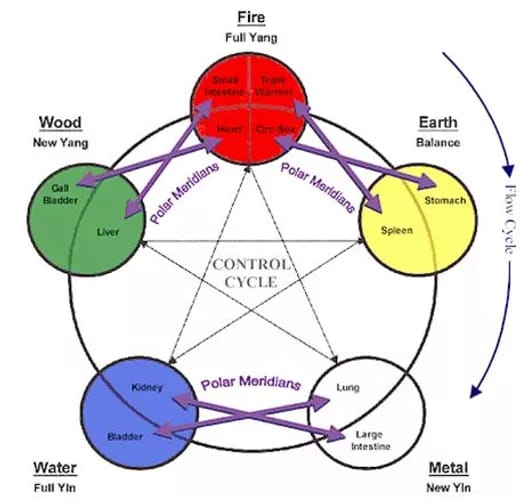 Fire
Full Yang
Small
Intestine
Triple
Warmer
Heart
Circ-Sex
Wood
New Yang
Earth
Balance
Gall
Bladder
Liver
Polar Meridians
Polar Meridians
Stomach
Spleen
Flow Cycle
CONTROL
CYCLE
Kidney
Bladder
Polar Meridians
Lung
Large
Intestine
Water
Full Yin
Metal
New Yin